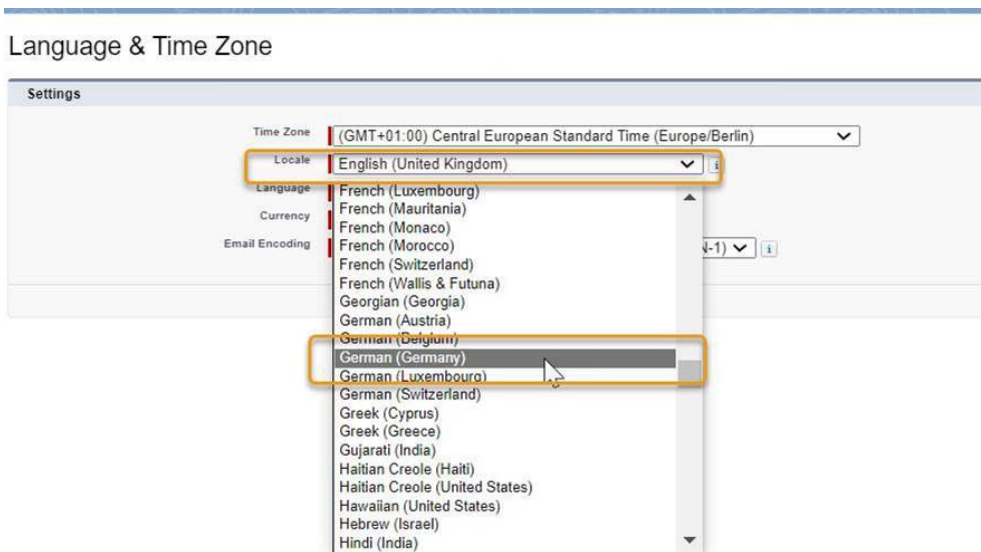 Language & Time Zone
Settings
Time Zone (GMT+01:00) Central European Standard Time (Europe/Berlin)
Locale English (United Kingdom)
Language
Currency
Email Encoding
French (Luxembourg)
French (Mauritania)
French (Monaco)
French (Morocco)
French (Switzerland)
French (Wallis & Futuna)
Georgian (Georgia)
German (Austria)
German (Belgium)
German (Germany)
German (Luxembourg)
German (Switzerland)
Greek (Cyprus)
Greek (Greece)
Gujarati (India)
Haitian Creole (Haiti)
Haitian Creole (United States)
Hawaiian (United States)
Hebrew (Israel)
Hindi (India)